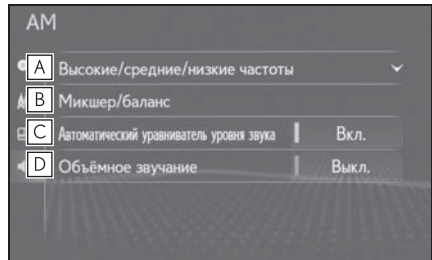 AM
A Высокие/средние/низкие частоты
B Микшер/баланс
C Автоматический уравниватель уровня звука Вкл.
D Объёмное звучание Выкл.